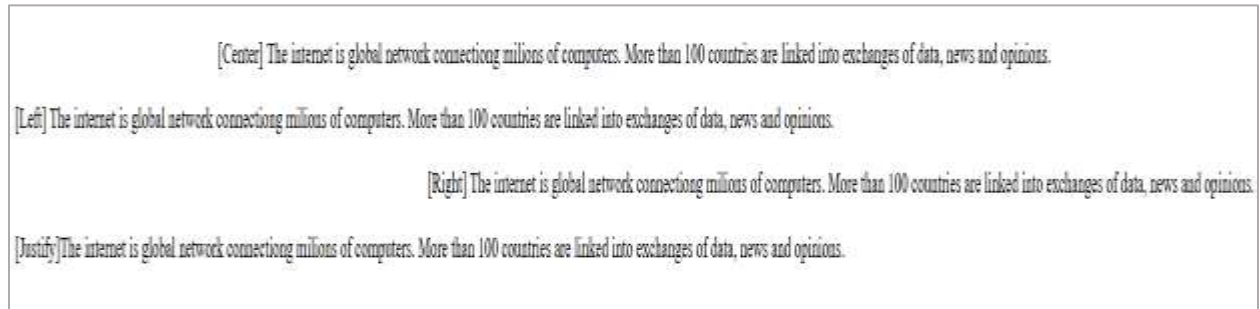 [Center] The internet is global network connectiong milions of computers. More than 100 countries are linked into exchanges of data, news and opinions.
[Left] The internet is global network connectiong milions of computers. More than 100 countries are linked into exchanges of data, news and opinions.
[Right] The internet is global network connectiong milions of computers. More than 100 countries are linked into exchanges of data, news and opinions.
[Justify]The internet is global network connectiong milions of computers. More than 100 countries are linked into exchanges of data, news and opinions.